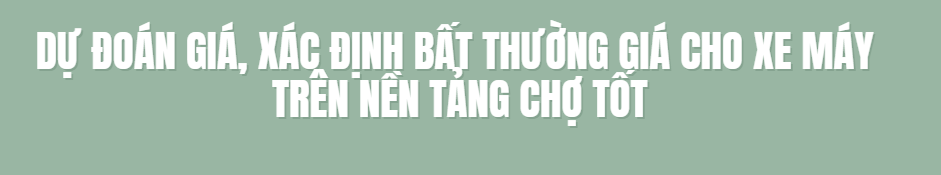 DỰ ĐOÁN GIÁ, XÁC ĐỊNH BẤT THƯỜNG GIÁ CHO XE MÁY
TRÊN NỀN TẢNG CHỢ TỐT